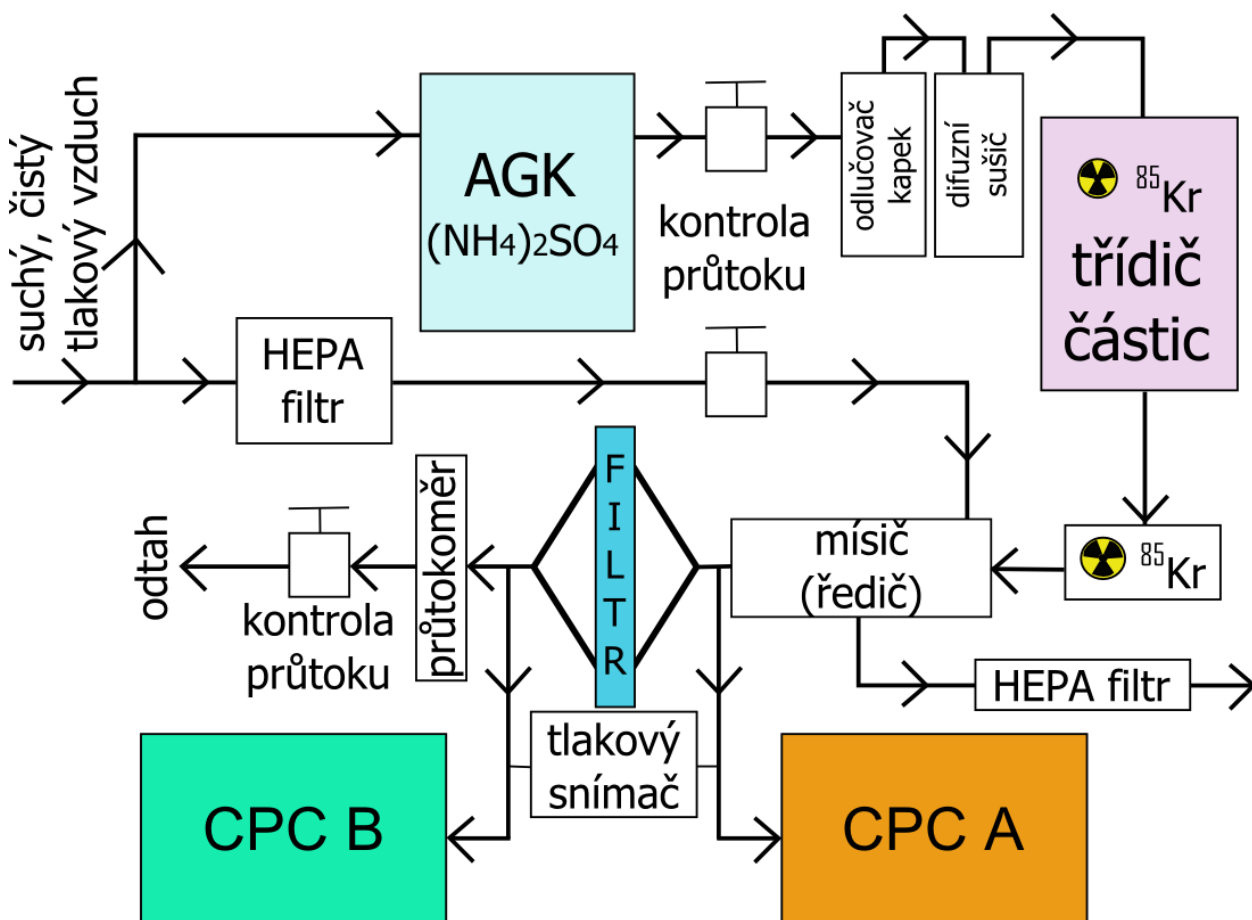 suchý, čistý
tlakový vzduch
AGK
(NH4)2SO4
kontrola
průtoku
odlučovač
kapek
difuzní
sušič
85Kr
třídič
částic
HEPA
filtr
FILTR
průtokoměr
odtah
kontrola
průtoku
mísič
(ředič)
85Kr
HEPA filtr
tlakový
snímač
CPC B
CPC A